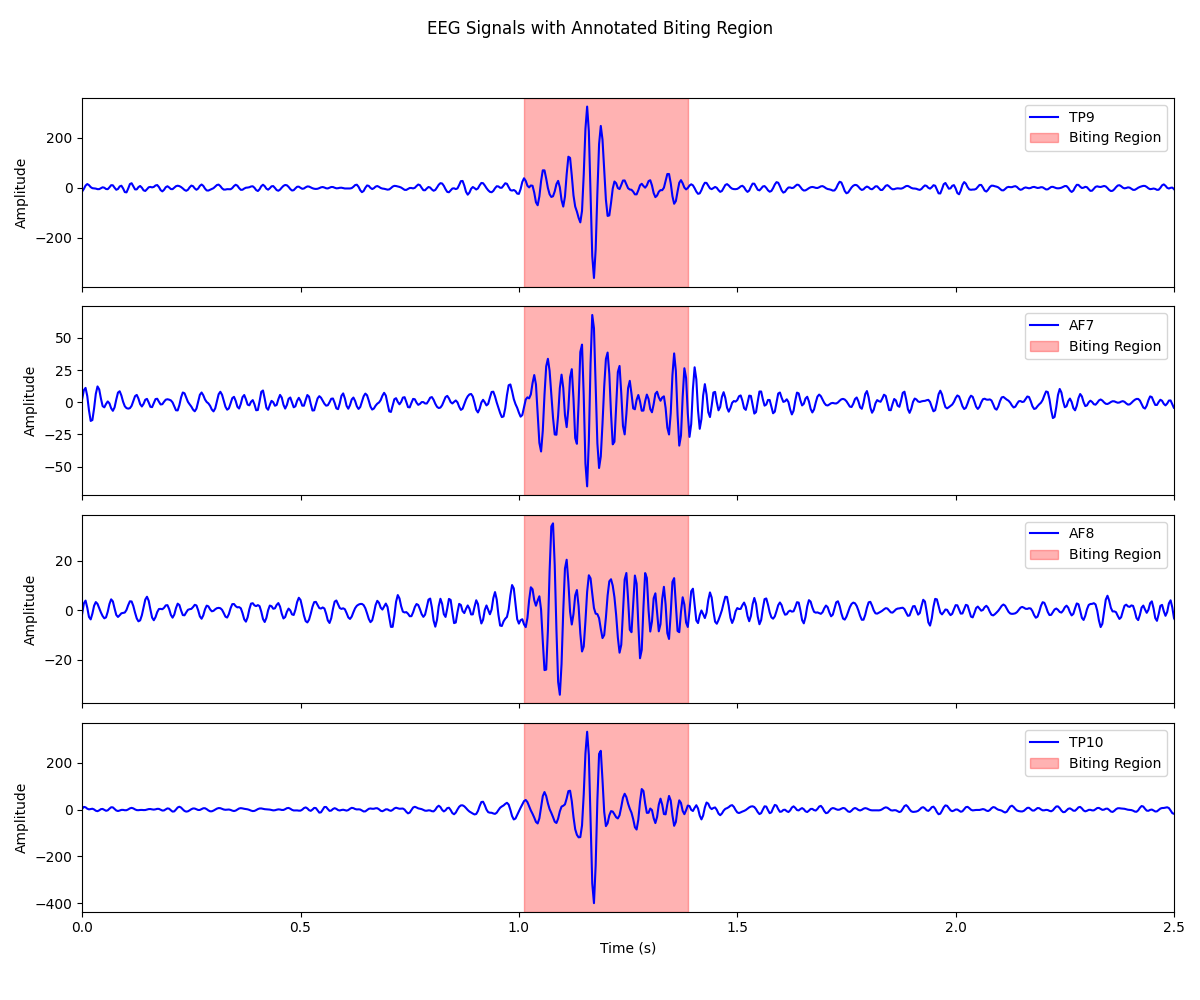 EEG Signals with Annotated Biting Region
Amplitude
200
0
−200
TP9
Biting Region
Amplitude
50
25
0
−25
−50
AF7
Biting Region
Amplitude
20
0
−20
AF8
Biting Region
Amplitude
200
0
−200
−400
TP10
Biting Region
0.0 0.5 1.0 1.5 2.0 2.5
Time (s)